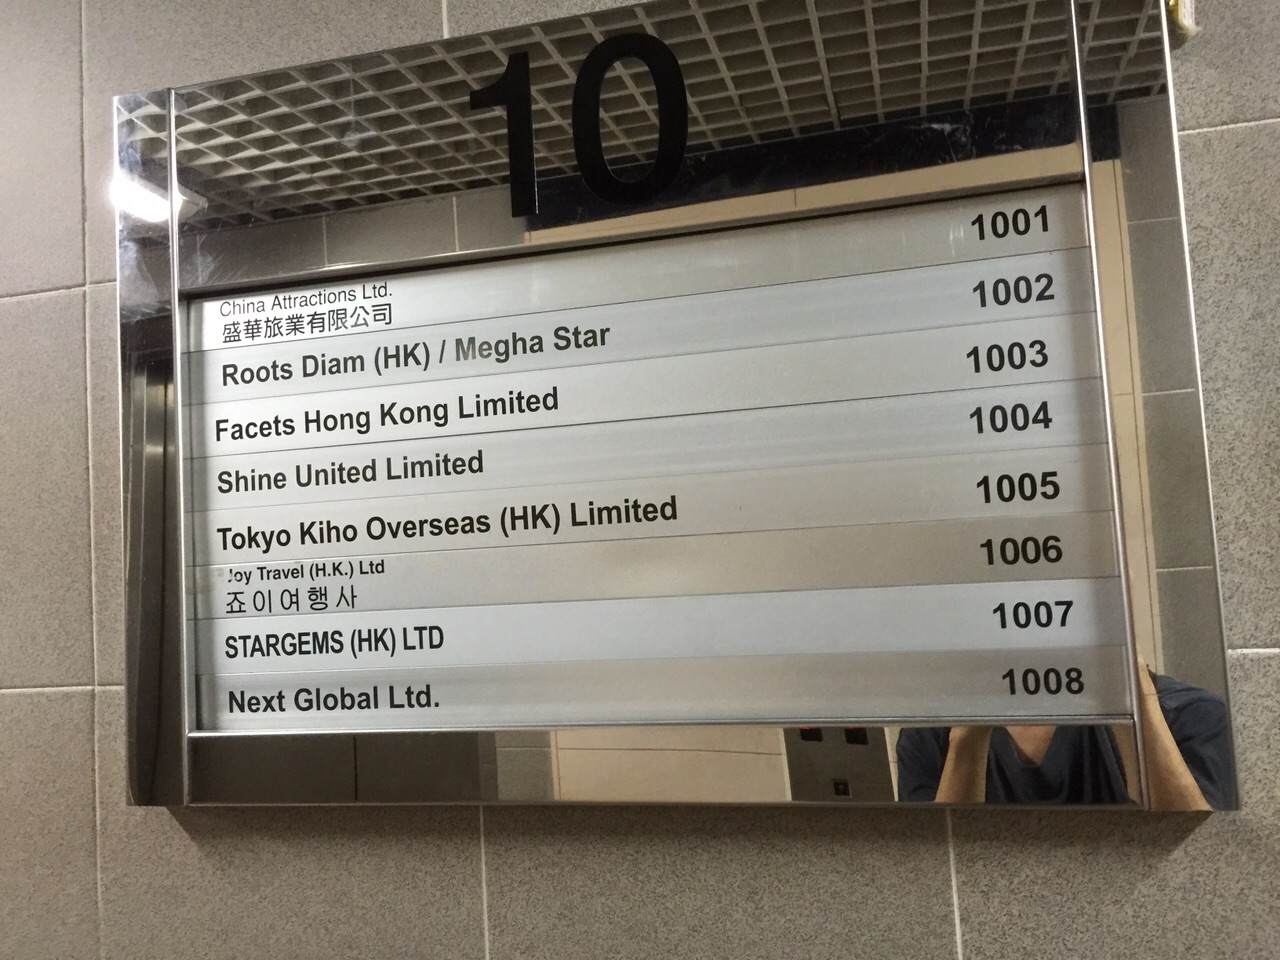 10
China Attractions Ltd.
盛華旅業有限公司 1001
Roots Diam (HK) / Megha Star 1002
Facets Hong Kong Limited 1003
Shine United Limited 1004
Tokyo Kiho Overseas (HK) Limited 1005
Joy Travel (H.K.) Ltd
죠이여행사 1006
STARGEMS (HK) LTD 1007
Next Global Ltd. 1008